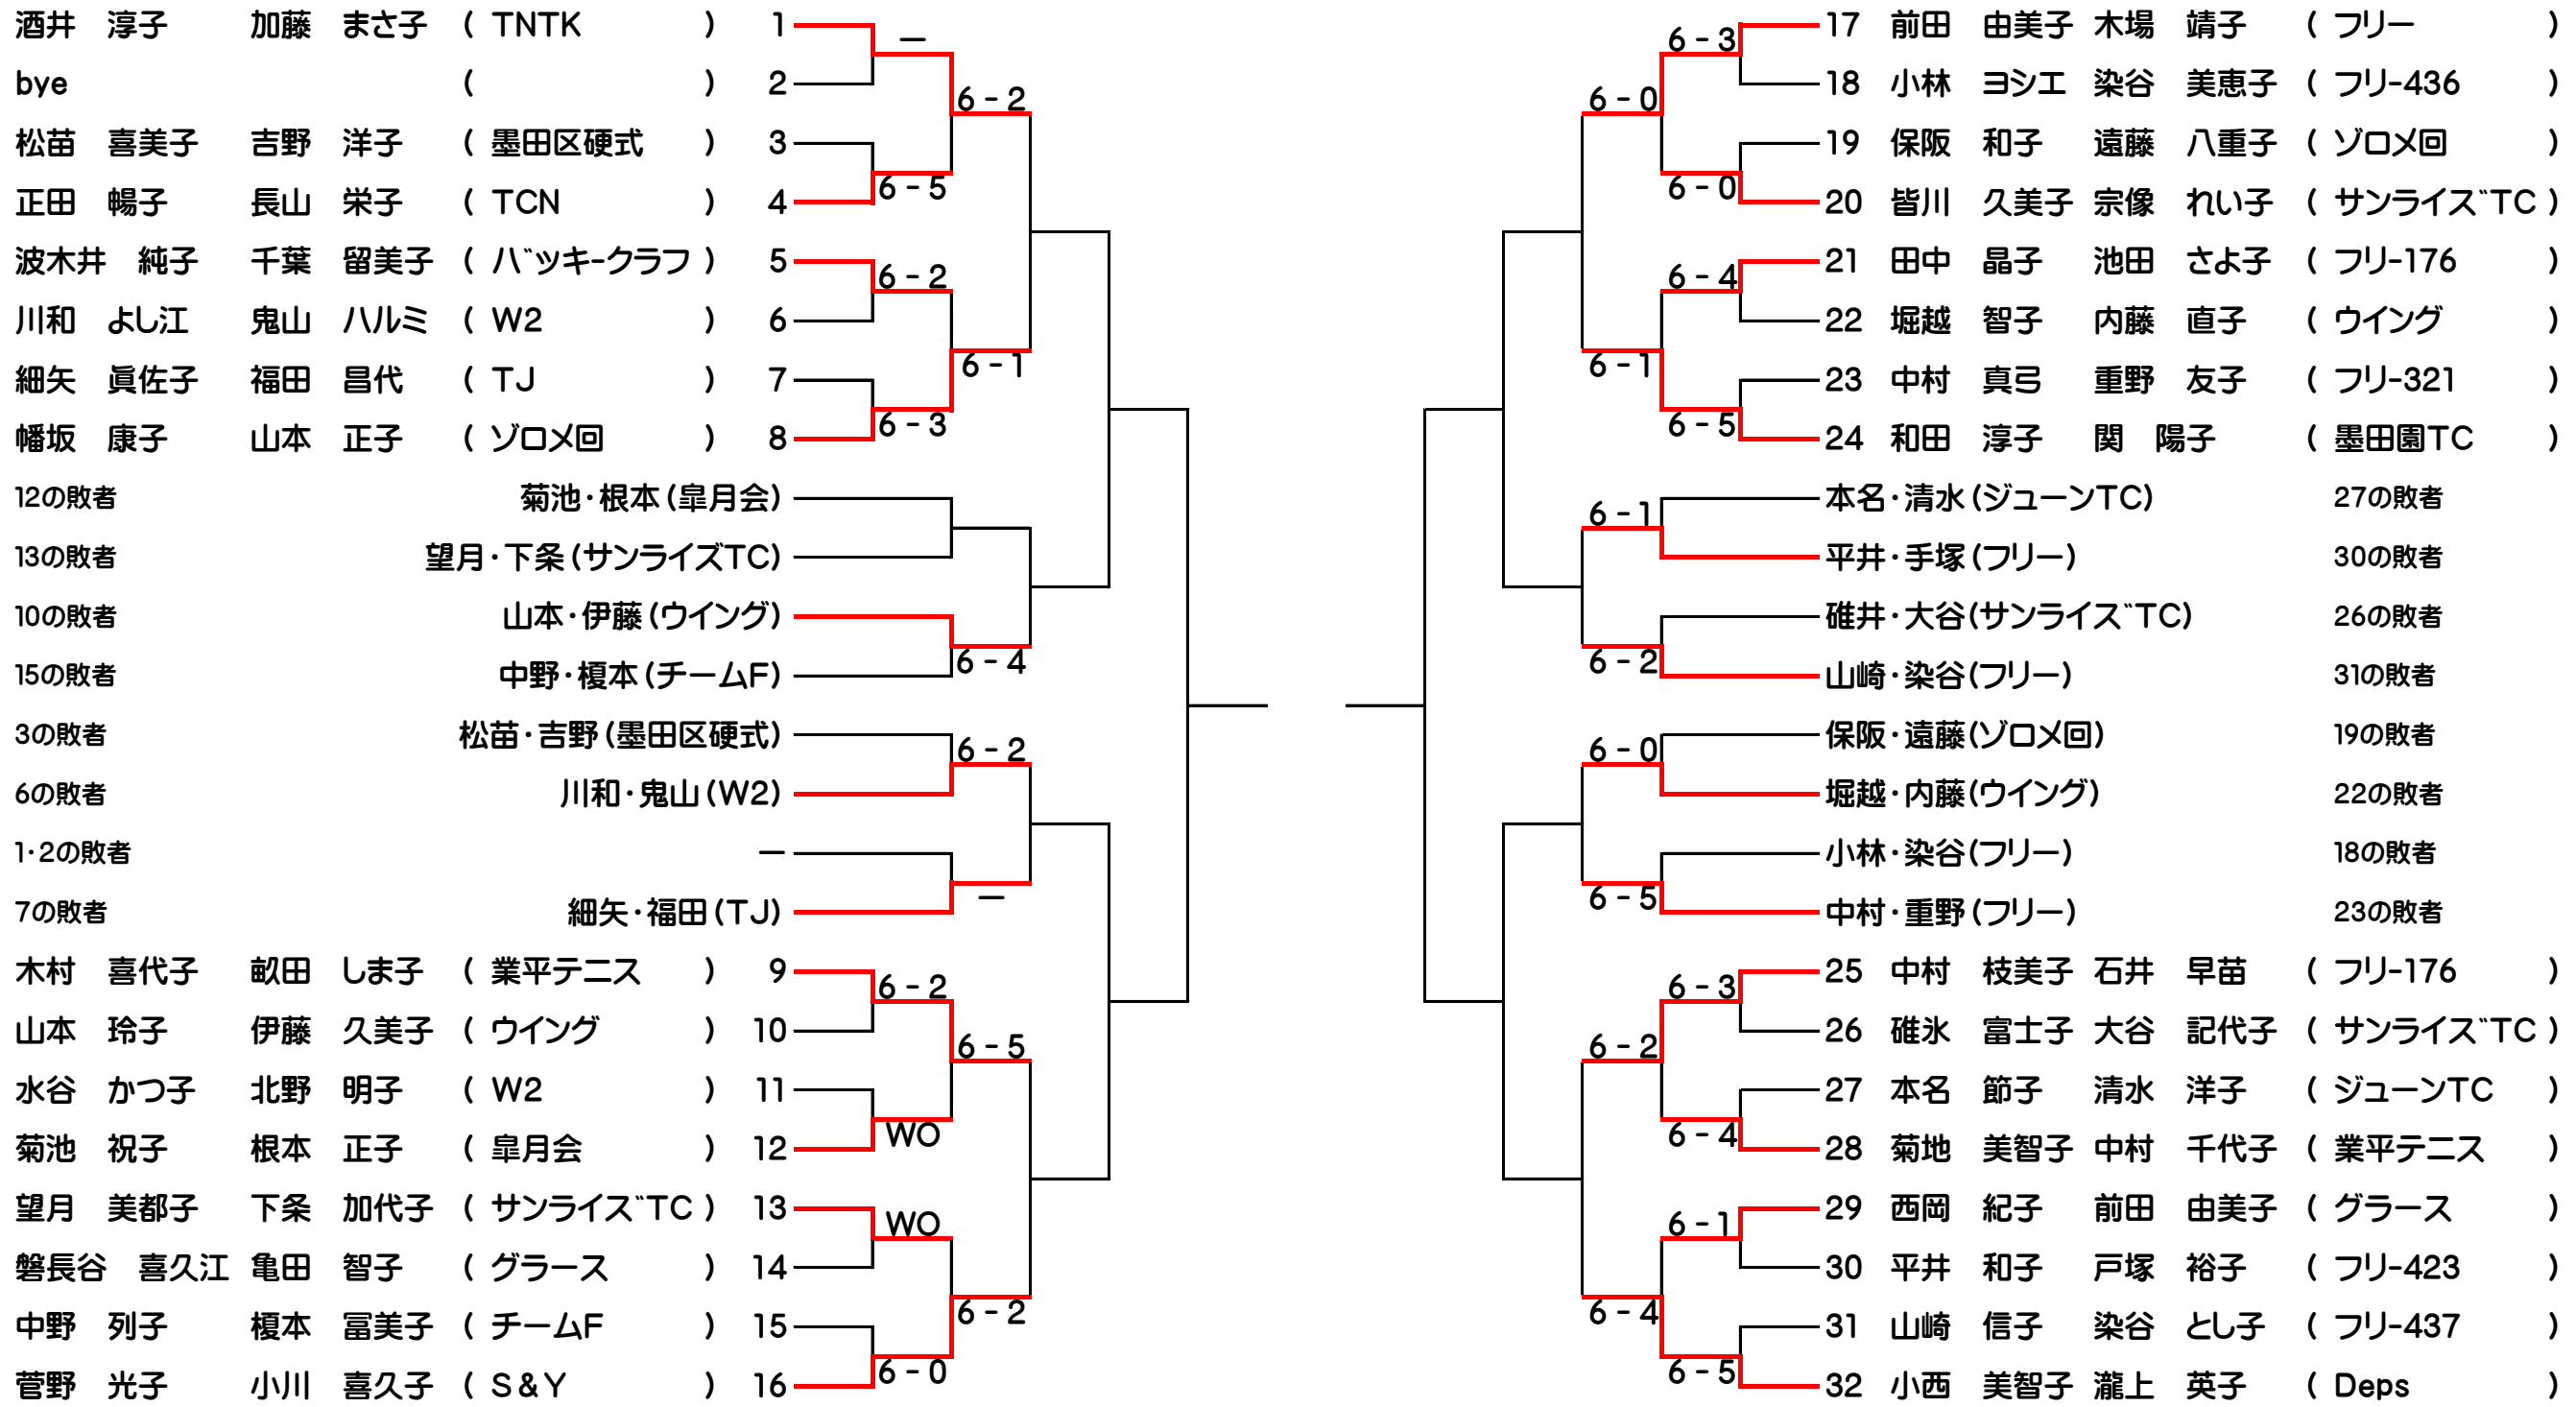 酒井　淳子　加藤　まさ子 ( TNTK ) 1
bye ( ) 2
松苗　喜美子　吉野　洋子 ( 墨田区硬式 ) 3
正田　暢子　長山　栄子 ( TCN ) 4
波木井　純子　千葉　留美子 ( ハ゛ッキ-クラフ ) 5
川和　よし江　鬼山　ハルミ ( W2 ) 6
細矢　眞佐子　福田　昌代 ( TJ ) 7
幡坂　康子　山本　正子 ( ゾロメ回 ) 8
12の敗者　菊池・根本(皐月会)
13の敗者　望月・下条(サンライズTC)
10の敗者　山本・伊藤(ウイング)
15の敗者　中野・榎本(チームF)
3の敗者　松苗・吉野(墨田区硬式)
6の敗者　川和・鬼山(W2)
1・2の敗者　ー
7の敗者　細矢・福田(TJ)
木村　喜代子　畝田　しま子 ( 業平テニス ) 9
山本　玲子　伊藤　久美子 ( ウイング ) 10
水谷　かつ子　北野　明子 ( W2 ) 11
菊池　祝子　根本　正子 ( 皐月会 ) 12
望月　美都子　下条　加代子 ( サンライス゛TC ) 13
磐長谷　喜久江　亀田　智子 ( グラース ) 14
中野　列子　榎本　冨美子 ( チームF ) 15
菅野　光子　小川　喜久子 ( S&Y ) 16
ー
6-2
6-5
6-2
6-1
6-3
6-4
6-2
ー
6-2
6-5
WO
WO
6-2
6-0
6-3
6-0
6-0
6-4
6-1
6-5
6-1
6-2
6-0
6-5
6-3
6-2
6-4
6-1
6-4
6-5
17　前田　由美子　木場　靖子 ( フリー )
18　小林　ヨシエ　染谷　美恵子 ( フリ-436 )
19　保阪　和子　遠藤　八重子 ( ゾロメ回 )
20　皆川　久美子　宗像　れい子 ( サンライス゛TC )
21　田中　晶子　池田　さよ子 ( フリ-176 )
22　堀越　智子　内藤　直子 ( ウイング )
23　中村　真弓　重野　友子 ( フリ-321 )
24　和田　淳子　関　陽子 ( 墨田園TC )
本名・清水(ジューンTC)　27の敗者
平井・手塚(フリー)　30の敗者
碓井・大谷(サンライス゛TC)　26の敗者
山崎・染谷(フリー)　31の敗者
保阪・遠藤(ゾロメ回)　19の敗者
堀越・内藤(ウイング)　22の敗者
小林・染谷(フリー)　18の敗者
中村・重野(フリー)　23の敗者
25　中村　枝美子　石井　早苗 ( フリ-176 )
26　碓氷　富士子　大谷　記代子 ( サンライス゛TC )
27　本名　節子　清水　洋子 ( ジューンTC )
28　菊地　美智子　中村　千代子 ( 業平テニス )
29　西岡　紀子　前田　由美子 ( グラース )
30　平井　和子　戸塚　裕子 ( フリ-423 )
31　山崎　信子　染谷　とし子 ( フリ-437 )
32　小西　美智子　瀧上　英子 ( Deps )